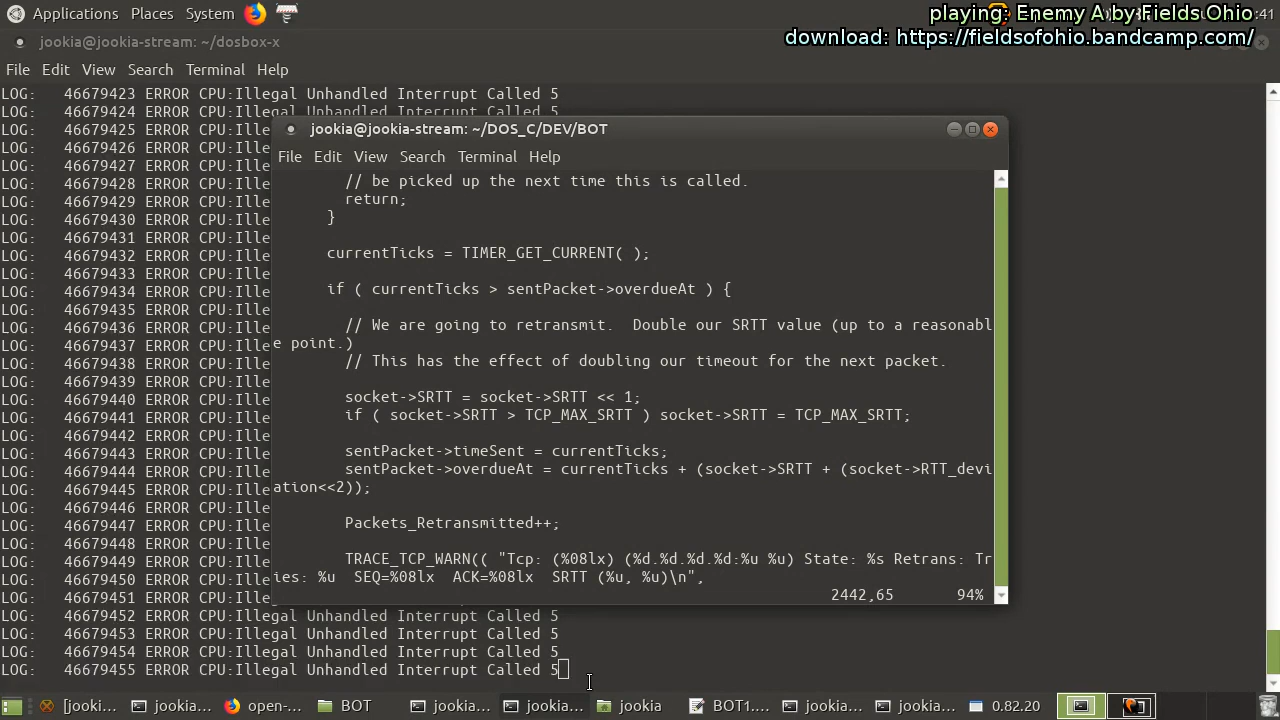 Applications Places System
playing: Enemy A by Fields Ohio
:41
download: https://fieldsofohio.bandcamp.com/
jookia@jookia-stream: ~/dosbox-x
File Edit View Search Terminal Help
LOG: 46679423 ERROR CPU:Illegal Unhandled Interrupt Called 5
LOG: 46679424 ERROR CPU:Illegal Unhandled Interrupt Called 5
LOG: 46679425 ERROR CPU:Ille
LOG: 46679426 ERROR CPU:Ille
LOG: 46679427 ERROR CPU:Ille
LOG: 46679428 ERROR CPU:Ille
LOG: 46679429 ERROR CPU:Ille
LOG: 46679430 ERROR CPU:Ille
LOG: 46679431 ERROR CPU:Ille
LOG: 46679432 ERROR CPU:Ille
LOG: 46679433 ERROR CPU:Ille
LOG: 46679434 ERROR CPU:Ille
LOG: 46679435 ERROR CPU:Ille
LOG: 46679436 ERROR CPU:Ille
LOG: 46679437 ERROR CPU:Ille
LOG: 46679438 ERROR CPU:Ille
LOG: 46679439 ERROR CPU:Ille
LOG: 46679440 ERROR CPU:Ille
LOG: 46679441 ERROR CPU:Ille
LOG: 46679442 ERROR CPU:Ille
LOG: 46679443 ERROR CPU:Ille
LOG: 46679444 ERROR CPU:Ille
LOG: 46679445 ERROR CPU:Ille
LOG: 46679446 ERROR CPU:Ille
LOG: 46679447 ERROR CPU:Ille
LOG: 46679448 ERROR CPU:Ille
LOG: 46679449 ERROR CPU:Ille
LOG: 46679450 ERROR CPU:Ille
LOG: 46679451 ERROR CPU:Illegal Unhandled Interrupt Called 5
LOG: 46679452 ERROR CPU:Illegal Unhandled Interrupt Called 5
LOG: 46679453 ERROR CPU:Illegal Unhandled Interrupt Called 5
LOG: 46679454 ERROR CPU:Illegal Unhandled Interrupt Called 5
LOG: 46679455 ERROR CPU:Illegal Unhandled Interrupt Called 5
jookia@jookia-stream: ~/DOS_C/DEV/BOT
File Edit View Search Terminal Help
// be picked up the next time this is called.
return;
}
currentTicks = TIMER_GET_CURRENT( );
if ( currentTicks > sentPacket->overdueAt ) {
// We are going to retransmit.  Double our SRTT value (up to a reasonabl
e point.)
// This has the effect of doubling our timeout for the next packet.
socket->SRTT = socket->SRTT << 1;
if ( socket->SRTT > TCP_MAX_SRTT ) socket->SRTT = TCP_MAX_SRTT;
sentPacket->timeSent = currentTicks;
sentPacket->overdueAt = currentTicks + (socket->SRTT + (socket->RTT_devi
ation<<2));
Packets_Retransmitted++;
TRACE_TCP_WARN(( "Tcp: (%08lx) (%d.%d.%d.%d:%u %u) State: %s Retrans: Tr
ies: %u  SEQ=%08lx  ACK=%08lx  SRTT (%u, %u)\n",
2442,65 94%
[jooki... jookia... open-... BOT jookia... jookia... jookia BOT1.... jookia... jookia... 0.82.20